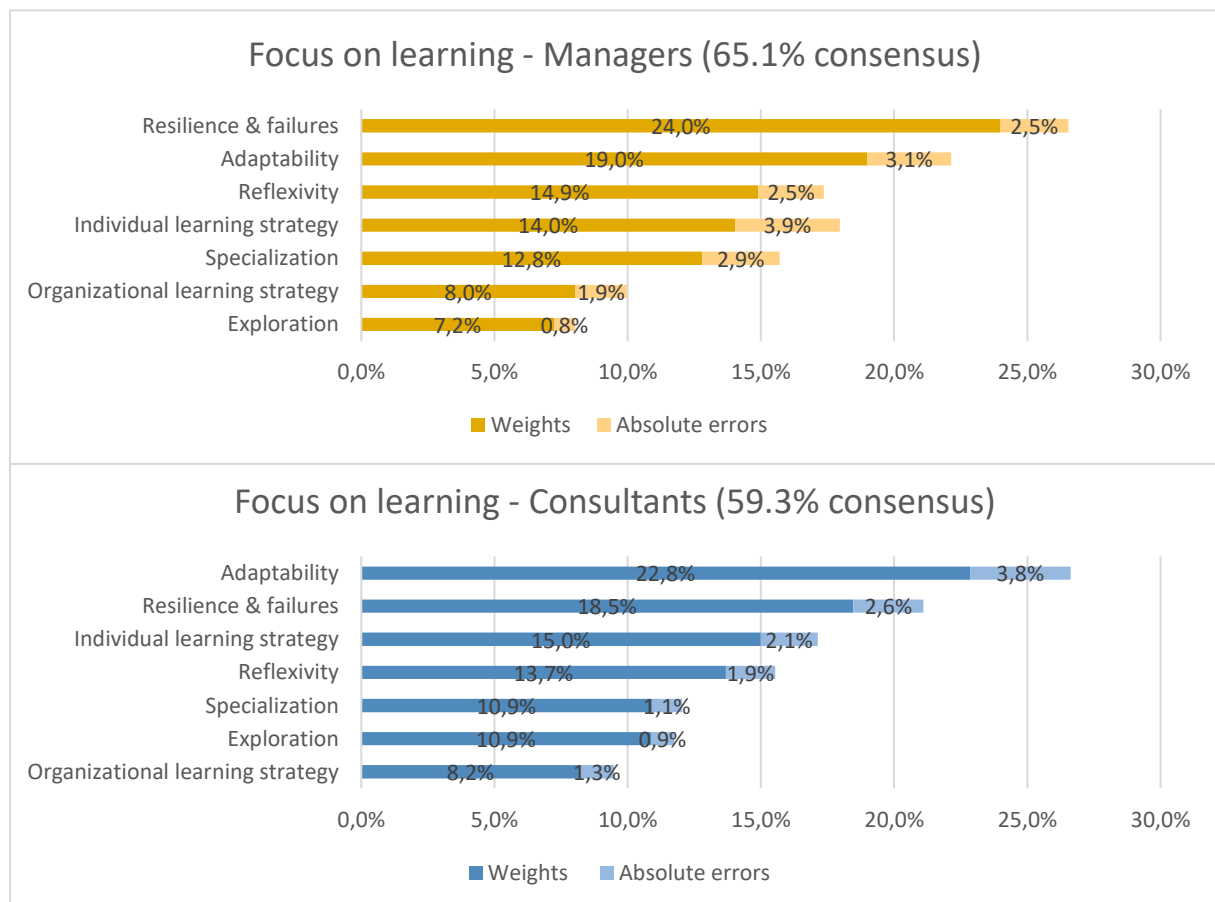 Focus on learning - Managers (65.1% consensus)
Resilience & failures 24,0% 2,5%
Adaptability 19,0% 3,1%
Reflexivity 14,9% 2,5%
Individual learning strategy 14,0% 3,9%
Specialization 12,8% 2,9%
Organizational learning strategy 8,0% 1,9%
Exploration 7,2% 0,8%
0,0% 5,0% 10,0% 15,0% 20,0% 25,0% 30,0%
Weights Absolute errors
Focus on learning - Consultants (59.3% consensus)
Adaptability 22,8% 3,8%
Resilience & failures 18,5% 2,6%
Individual learning strategy 15,0% 2,1%
Reflexivity 13,7% 1,9%
Specialization 10,9% 1,1%
Exploration 10,9% 0,9%
Organizational learning strategy 8,2% 1,3%
0,0% 5,0% 10,0% 15,0% 20,0% 25,0% 30,0%
Weights Absolute errors